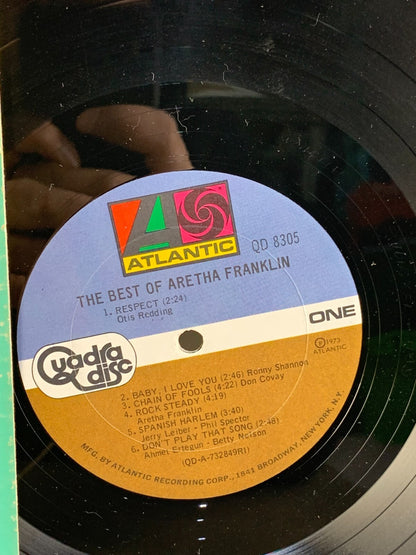 ATLANTIC
QD 8305
THE BEST OF ARETHA FRANKLIN
1. RESPECT (2:24)
Otis Redding
ONE
Quadradisc
℗ 1973
ATLANTIC
2. BABY, I LOVE YOU (2:46) Ronny Shannon
3. CHAIN OF FOOLS (4:22) Don Covay
4. ROCK STEADY (4:19)
Aretha Franklin
5. SPANISH HARLEM (3:40)
Jerry Leiber - Phil Spector
6. DON'T PLAY THAT SONG (2:48)
Ahmet Ertegun - Betty Nelson
(QD-A-732849RI)
MFG. BY ATLANTIC RECORDING CORP., 1841 BROADWAY, NEW YORK, N.Y.